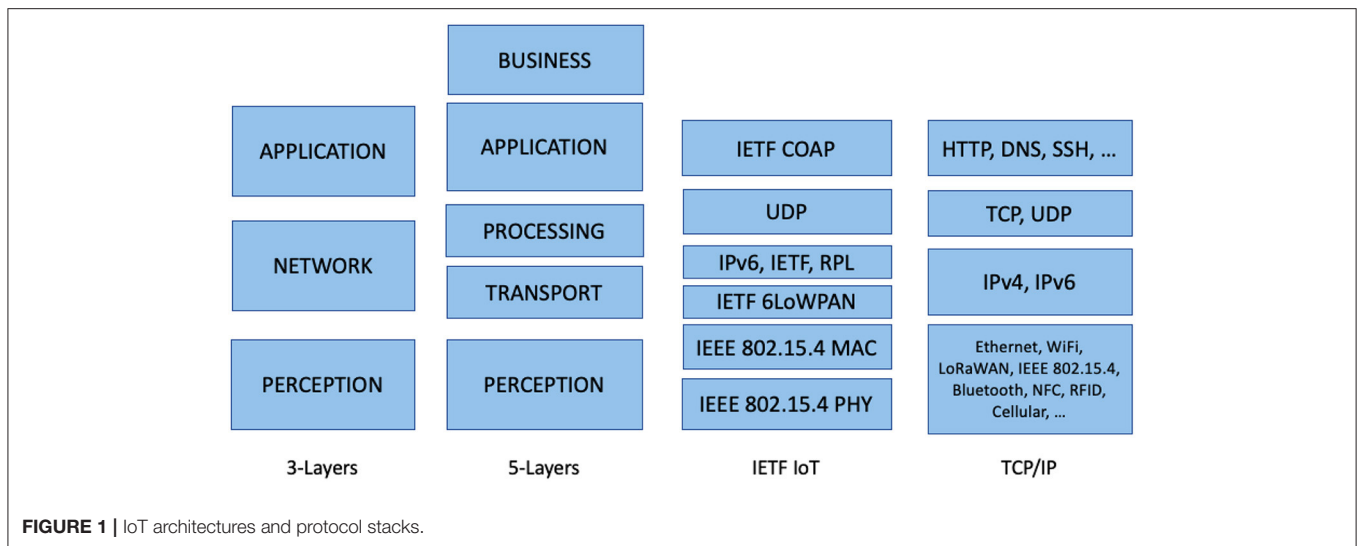 APPLICATION
NETWORK
PERCEPTION
3-Layers
BUSINESS
APPLICATION
PROCESSING
TRANSPORT
PERCEPTION
5-Layers
IETF COAP
UDP
IPv6, IETF, RPL
IETF 6LoWPAN
IEEE 802.15.4 MAC
IEEE 802.15.4 PHY
IETF IoT
HTTP, DNS, SSH, ...
TCP, UDP
IPv4, IPv6
Ethernet, WiFi,
LoRaWAN, IEEE 802.15.4,
Bluetooth, NFC, RFID,
Cellular, ...
TCP/IP
FIGURE 1 | IoT architectures and protocol stacks.